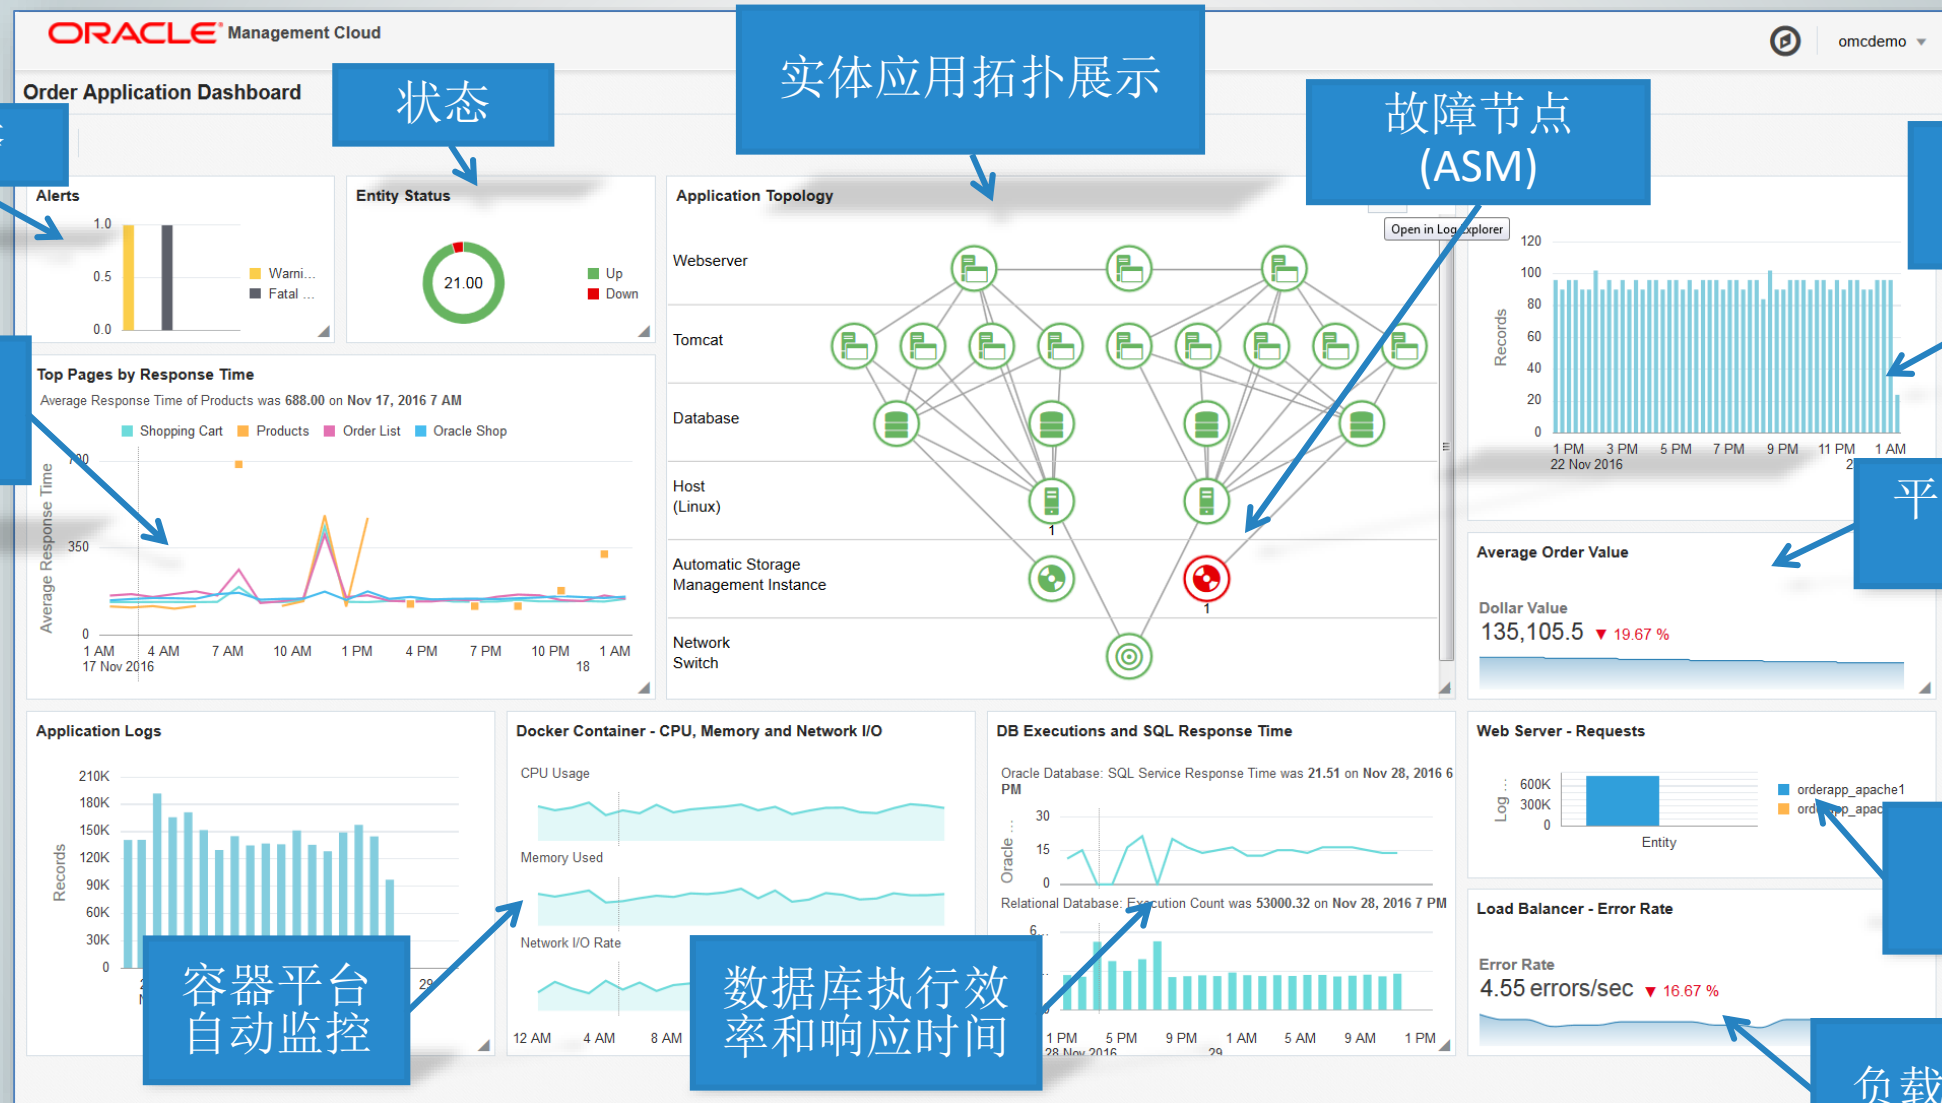 ORACLE Management Cloud
omcdemo
Order Application Dashboard
状态
实体应用拓扑展示
故障节点
(ASM)
Alerts
1.0
0.5
0.0
Warni...
Fatal ...
Entity Status
21.00
Up
Down
Application Topology
Open in Log Explorer
Webserver
Tomcat
Database
Host
(Linux)
1
Automatic Storage
Management Instance
1
Network
Switch
Records
120
100
80
60
40
20
0
1 PM 3 PM 5 PM 7 PM 9 PM 11 PM 1 AM
22 Nov 2016
2
Top Pages by Response Time
Average Response Time of Products was 688.00 on Nov 17, 2016 7 AM
Shopping Cart Products Order List Oracle Shop
Average Response Time
700
350
0
1 AM 4 AM 7 AM 10 AM 1 PM 4 PM 7 PM 10 PM 1 AM
17 Nov 2016 18
平
Average Order Value
Dollar Value
135,105.5 ▼ 19.67 %
Application Logs
Records
210K
180K
150K
120K
90K
60K
30K
0
29
容器平台
自动监控
Docker Container - CPU, Memory and Network I/O
CPU Usage
Memory Used
Network I/O Rate
12 AM 4 AM 8 AM
数据库执行效
率和响应时间
DB Executions and SQL Response Time
Oracle Database: SQL Service Response Time was 21.51 on Nov 28, 2016 6
PM
Oracle ...
30
15
0
Relational Database: Execution Count was 53000.32 on Nov 28, 2016 7 PM
6...
1 PM 5 PM 9 PM 1 AM 5 AM 9 AM 1 PM
28 Nov 2016 29
Web Server - Requests
Log ...
600K
300K
0
Entity
orderapp_apache1
orderapp_apac
Load Balancer - Error Rate
Error Rate
4.55 errors/sec ▼ 16.67 %
负载